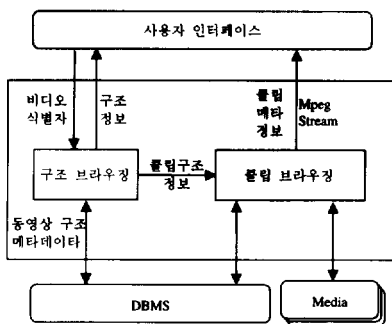 사용자 인터페이스
비디오
식별자
구조
정보
클립
메타
정보
Mpeg
Stream
구조 브라우징
클립구조
정보
클립 브라우징
동영상 구조
메타데이타
DBMS
Media